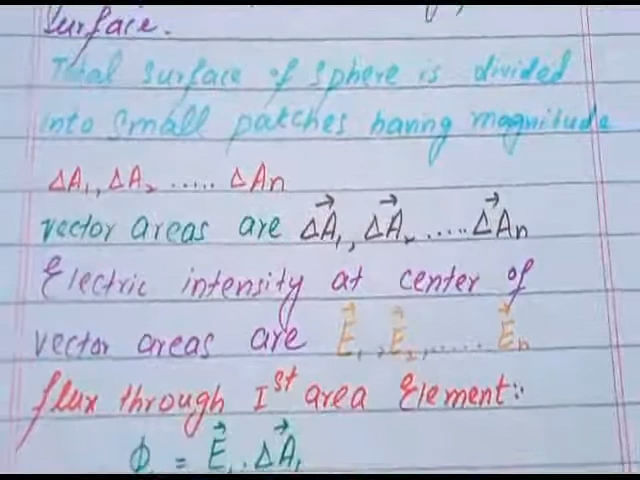 surface.
Total surface of sphere is divided
into small patches having magnitude
ΔA₁, ΔA₂ ..... ΔAn
vector areas are ΔA⃗₁, ΔA⃗₂ ..... ΔA⃗n
Electric intensity at center of
vector areas are E⃗₁, E⃗₂, ..... E⃗n
flux through Iˢᵗ area Element:
Φ₁ = E⃗₁ . ΔA⃗₁